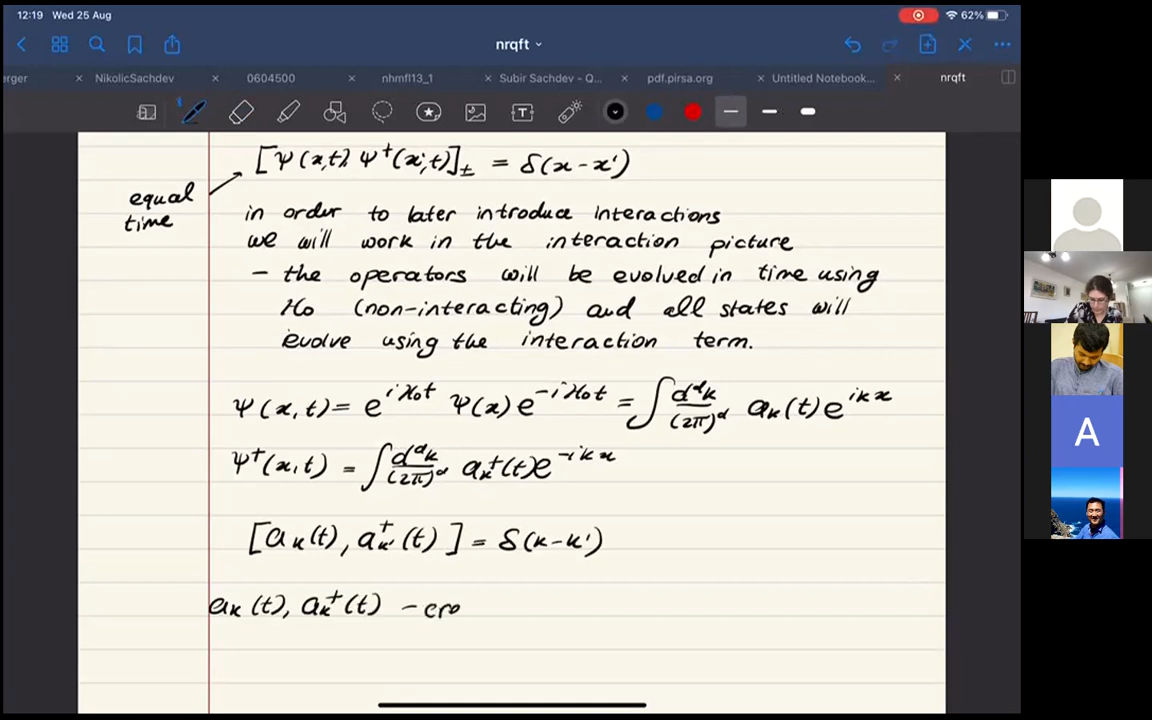 12:19 Wed 25 Aug
62%
nrqft
erger
NikolicSachdev
0604500
nhmfl13_1
Subir Sachdev - Q...
pdf.pirsa.org
Untitled Notebook...
nrqft
[Ψ(x,t) Ψ†(x',t)]± = δ(x-x')
equal
time
in order to later introduce interactions
we will work in the interaction picture
- the operators will be evolved in time using
H₀ (non-interacting) and all states will
evolve using the interaction term.
Ψ(x,t) = e^{iH₀t} Ψ(x) e^{-iH₀t} = ∫ d^dk/(2π)^d a_k(t) e^{ikx}
Ψ†(x,t) = ∫ d^dk/(2π)^d a_k†(t) e^{-ikx}
[a_k(t), a_k'†(t)] = δ(k-k')
a_k(t), a_k†(t) - cro
A